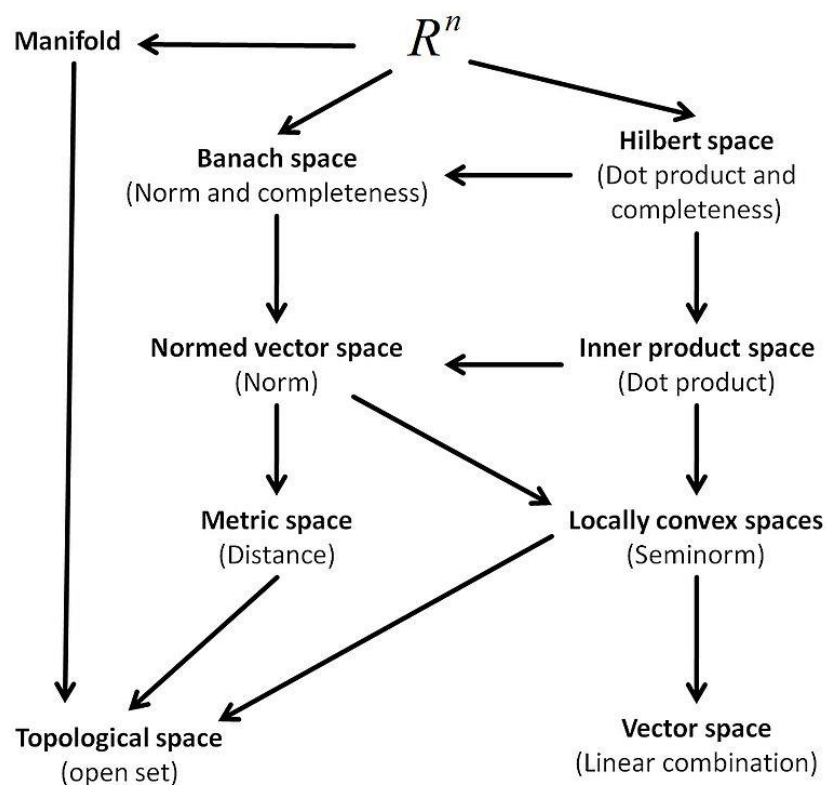 Manifold
Rⁿ
Banach space
(Norm and completeness)
Hilbert space
(Dot product and
completeness)
Normed vector space
(Norm)
Inner product space
(Dot product)
Metric space
(Distance)
Locally convex spaces
(Seminorm)
Topological space
(open set)
Vector space
(Linear combination)